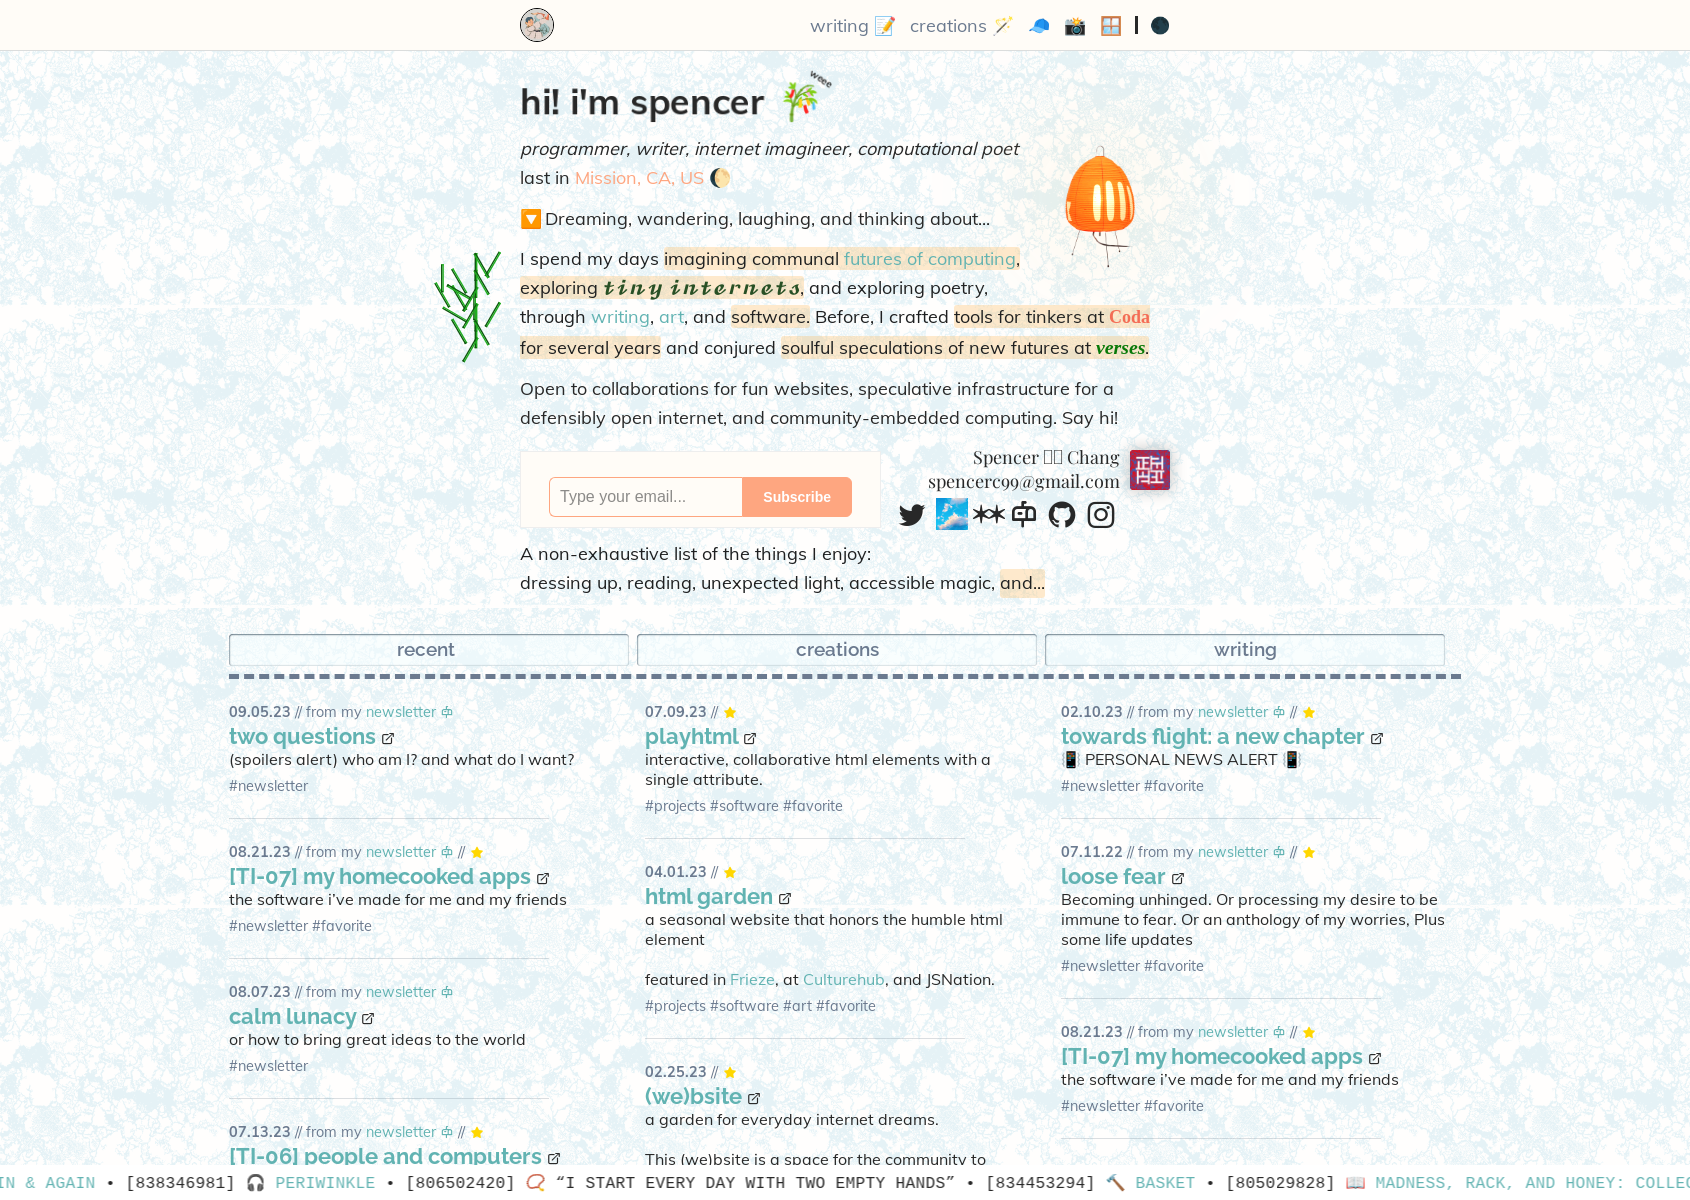 writing 📝 creations 🪄 🧢 📸 🪟 | 🌑
hi! i'm spencer 🎋 weee
programmer, writer, internet imagineer, computational poet
last in Mission, CA, US 🌔
🔽 Dreaming, wandering, laughing, and thinking about...
I spend my days imagining communal futures of computing,
exploring tiny internets, and exploring poetry,
through writing, art, and software. Before, I crafted tools for tinkers at Coda
for several years and conjured soulful speculations of new futures at verses.
Open to collaborations for fun websites, speculative infrastructure for a
defensibly open internet, and community-embedded computing. Say hi!
Type your email...
Subscribe
Spencer Chang
spencerc99@gmail.com
A non-exhaustive list of the things I enjoy:
dressing up, reading, unexpected light, accessible magic, and...
recent
creations
writing
09.05.23 // from my newsletter
two questions
(spoilers alert) who am I? and what do I want?
#newsletter
08.21.23 // from my newsletter // ⭐
[TI-07] my homecooked apps
the software i’ve made for me and my friends
#newsletter #favorite
08.07.23 // from my newsletter
calm lunacy
or how to bring great ideas to the world
#newsletter
07.13.23 // from my newsletter // ⭐
[TI-06] people and computers
07.09.23 // ⭐
playhtml
interactive, collaborative html elements with a
single attribute.
#projects #software #favorite
04.01.23 // ⭐
html garden
a seasonal website that honors the humble html
element
featured in Frieze, at Culturehub, and JSNation.
#projects #software #art #favorite
02.25.23 // ⭐
(we)bsite
a garden for everyday internet dreams.
This (we)bsite is a space for the community to
02.10.23 // from my newsletter // ⭐
towards flight: a new chapter
📳 PERSONAL NEWS ALERT 📳
#newsletter #favorite
07.11.22 // from my newsletter // ⭐
loose fear
Becoming unhinged. Or processing my desire to be
immune to fear. Or an anthology of my worries, Plus
some life updates
#newsletter #favorite
08.21.23 // from my newsletter // ⭐
[TI-07] my homecooked apps
the software i’ve made for me and my friends
#newsletter #favorite
IN & AGAIN • [838346981] 🎧 PERIWINKLE • [806502420] 📿 “I START EVERY DAY WITH TWO EMPTY HANDS” • [834453294] 🔨 BASKET • [805029828] 📖 MADNESS, RACK, AND HONEY: COLLEC